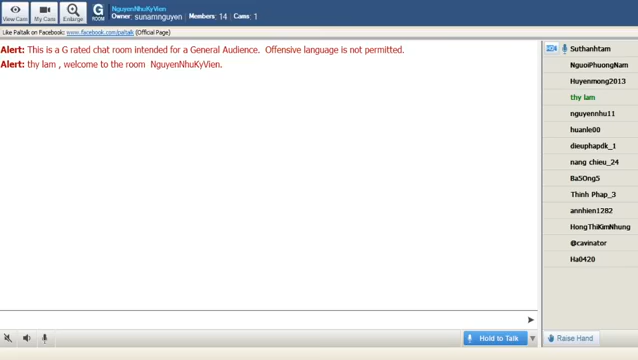 NguyenNhuKyVien
Owner: sunamnguyen | Members: 14 | Cams: 1
View Cam
My Cam
Enlarge
G
ROOM
Like Paltalk on Facebook: www.facebook.com/paltalk (Official Page)
Alert: This is a G rated chat room intended for a General Audience. Offensive language is not permitted.
Alert: thy lam , welcome to the room NguyenNhuKyVien.
Suthanhtam
NguoiPhuongNam
Huyenmong2013
thy lam
nguyennhu11
huanle00
dieuphapdk_1
nang chieu_24
Ba5Ong5
Thinh Phap_3
annhien1282
HongThiKimNhung
@cavinator
Ha0420
Hold to Talk
Raise Hand